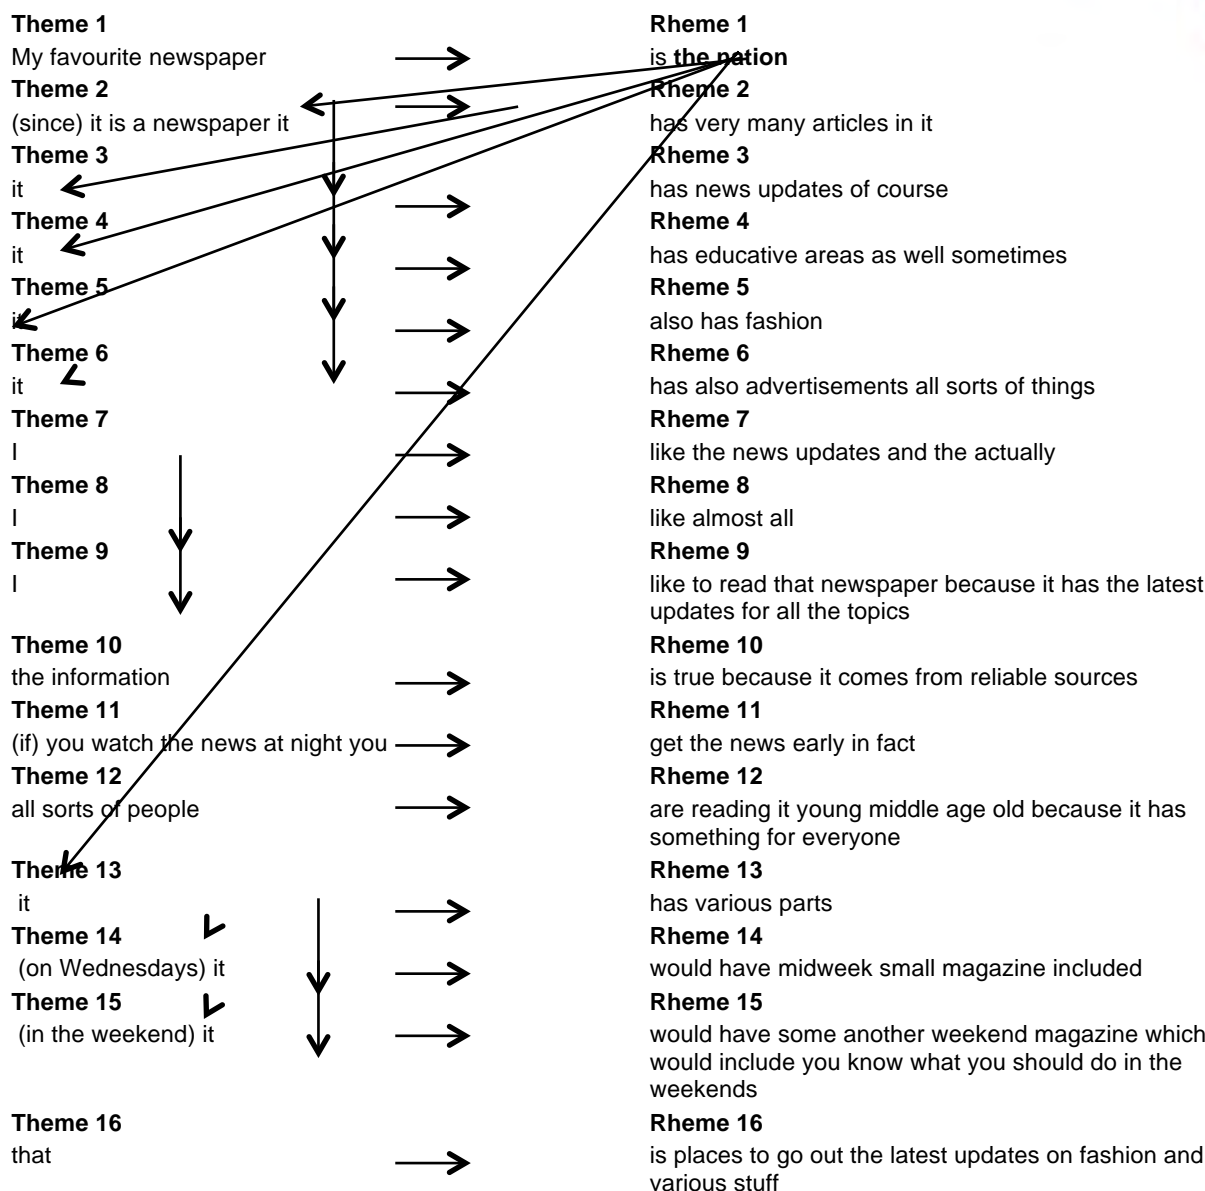 Theme 1 Rheme 1
My favourite newspaper is the nation
Theme 2 Rheme 2
(since) it is a newspaper it has very many articles in it
Theme 3 Rheme 3
it has news updates of course
Theme 4 Rheme 4
it has educative areas as well sometimes
Theme 5 Rheme 5
it also has fashion
Theme 6 Rheme 6
it has also advertisements all sorts of things
Theme 7 Rheme 7
I like the news updates and the actually
Theme 8 Rheme 8
I like almost all
Theme 9 Rheme 9
I like to read that newspaper because it has the latest
updates for all the topics
Theme 10 Rheme 10
the information is true because it comes from reliable sources
Theme 11 Rheme 11
(if) you watch the news at night you get the news early in fact
Theme 12 Rheme 12
all sorts of people are reading it young middle age old because it has
something for everyone
Theme 13 Rheme 13
it has various parts
Theme 14 Rheme 14
(on Wednesdays) it would have midweek small magazine included
Theme 15 Rheme 15
(in the weekend) it would have some another weekend magazine which
would include you know what you should do in the
weekends
Theme 16 Rheme 16
that is places to go out the latest updates on fashion and
various stuff